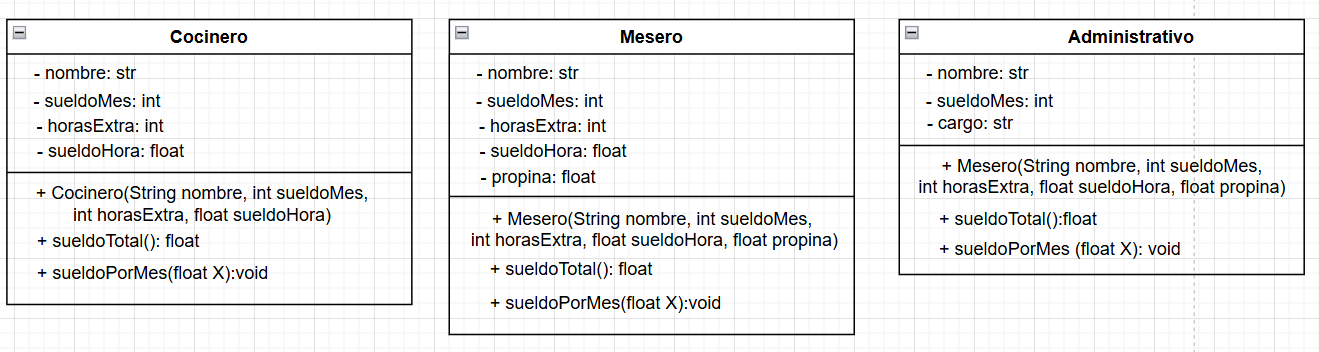 Cocinero
- nombre: str
- sueldoMes: int
- horasExtra: int
- sueldoHora: float
+ Cocinero(String nombre, int sueldoMes,
int horasExtra, float sueldoHora)
+ sueldoTotal(): float
+ sueldoPorMes(float X):void
Mesero
- nombre: str
- sueldoMes: int
- horasExtra: int
- sueldoHora: float
- propina: float
+ Mesero(String nombre, int sueldoMes,
int horasExtra, float sueldoHora, float propina)
+ sueldoTotal(): float
+ sueldoPorMes(float X):void
Administrativo
- nombre: str
- sueldoMes: int
- cargo: str
+ Mesero(String nombre, int sueldoMes,
int horasExtra, float sueldoHora, float propina)
+ sueldoTotal():float
+ sueldoPorMes (float X): void